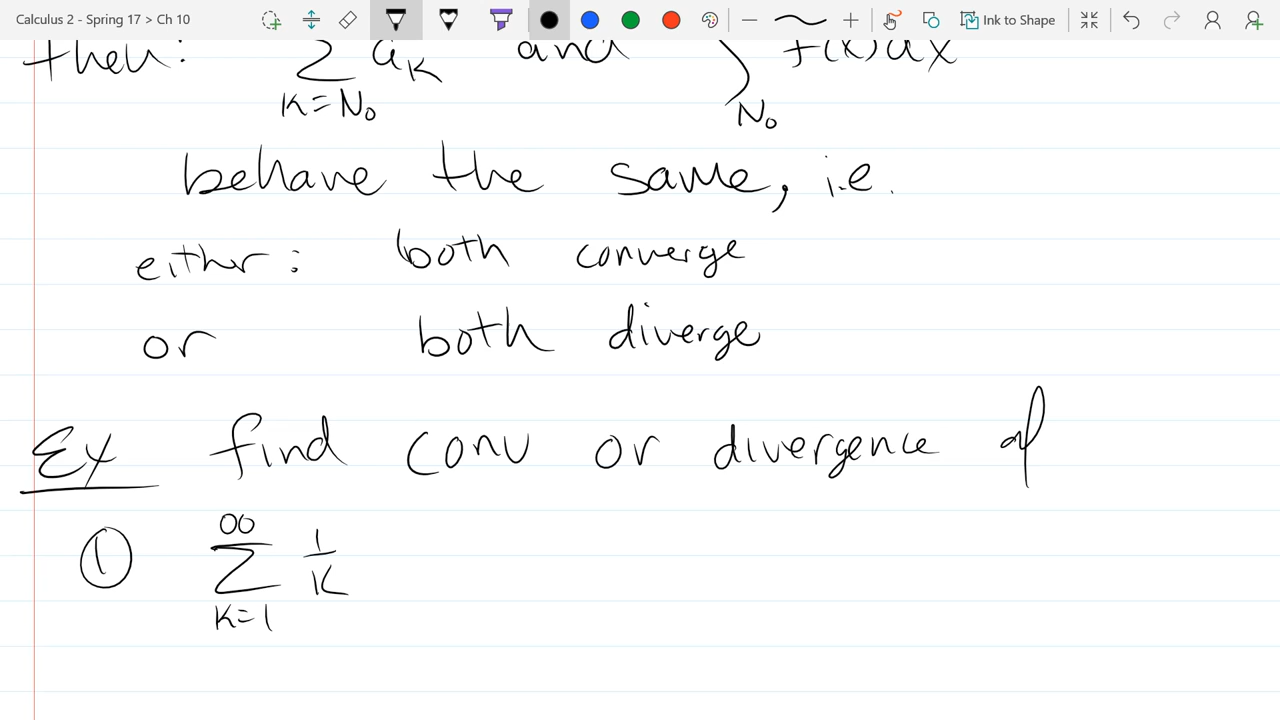 Calculus 2 - Spring 17 > Ch 10
Ink to Shape
then: ∑ a_K and ∫ f(x)dx
K=N₀ N₀
behave the same, i.e.
either: both converge
or both diverge
Ex find conv or divergence of
① ∞
∑ 1/K
K=1